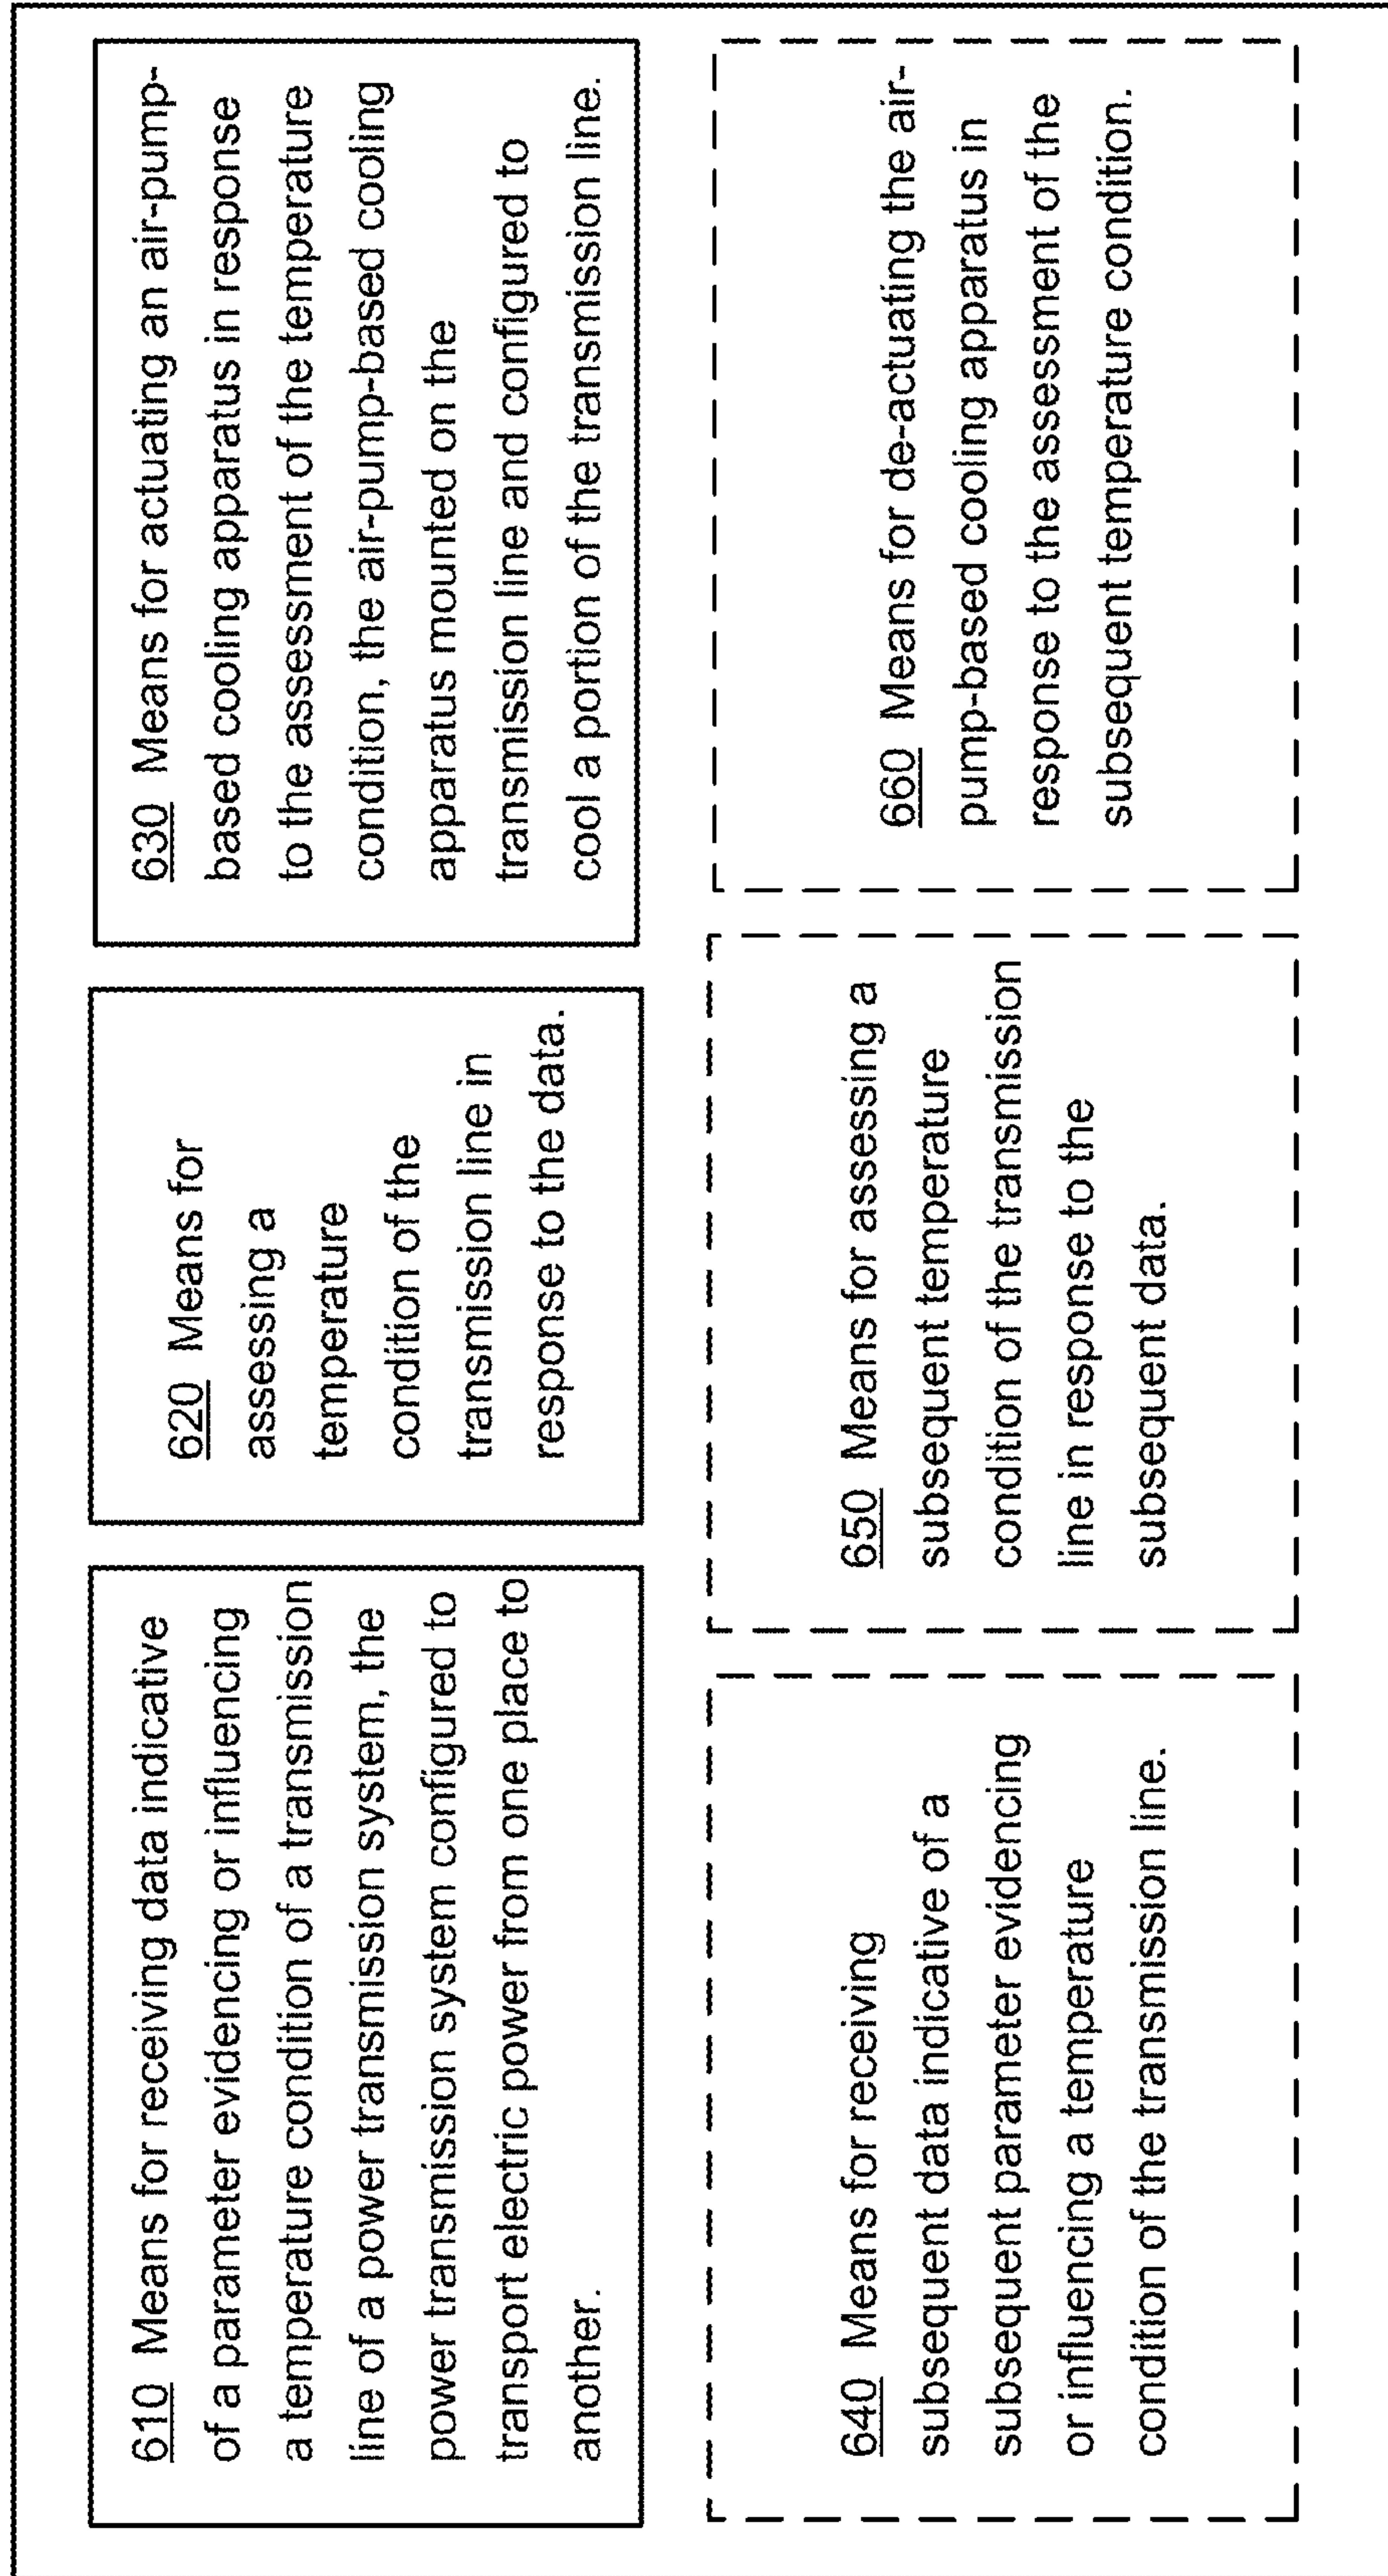 610 Means for receiving data indicative
of a parameter evidencing or influencing
a temperature condition of a transmission
line of a power transmission system, the
power transmission system configured to
transport electric power from one place to
another.
620 Means for
assessing a
temperature
condition of the
transmission line in
response to the data.
630 Means for actuating an air-pump-
based cooling apparatus in response
to the assessment of the temperature
condition, the air-pump-based cooling
apparatus mounted on the
transmission line and configured to
cool a portion of the transmission line.
640 Means for receiving
subsequent data indicative of a
subsequent parameter evidencing
or influencing a temperature
condition of the transmission line.
650 Means for assessing a
subsequent temperature
condition of the transmission
line in response to the
subsequent data.
660 Means for de-actuating the air-
pump-based cooling apparatus in
response to the assessment of the
subsequent temperature condition.